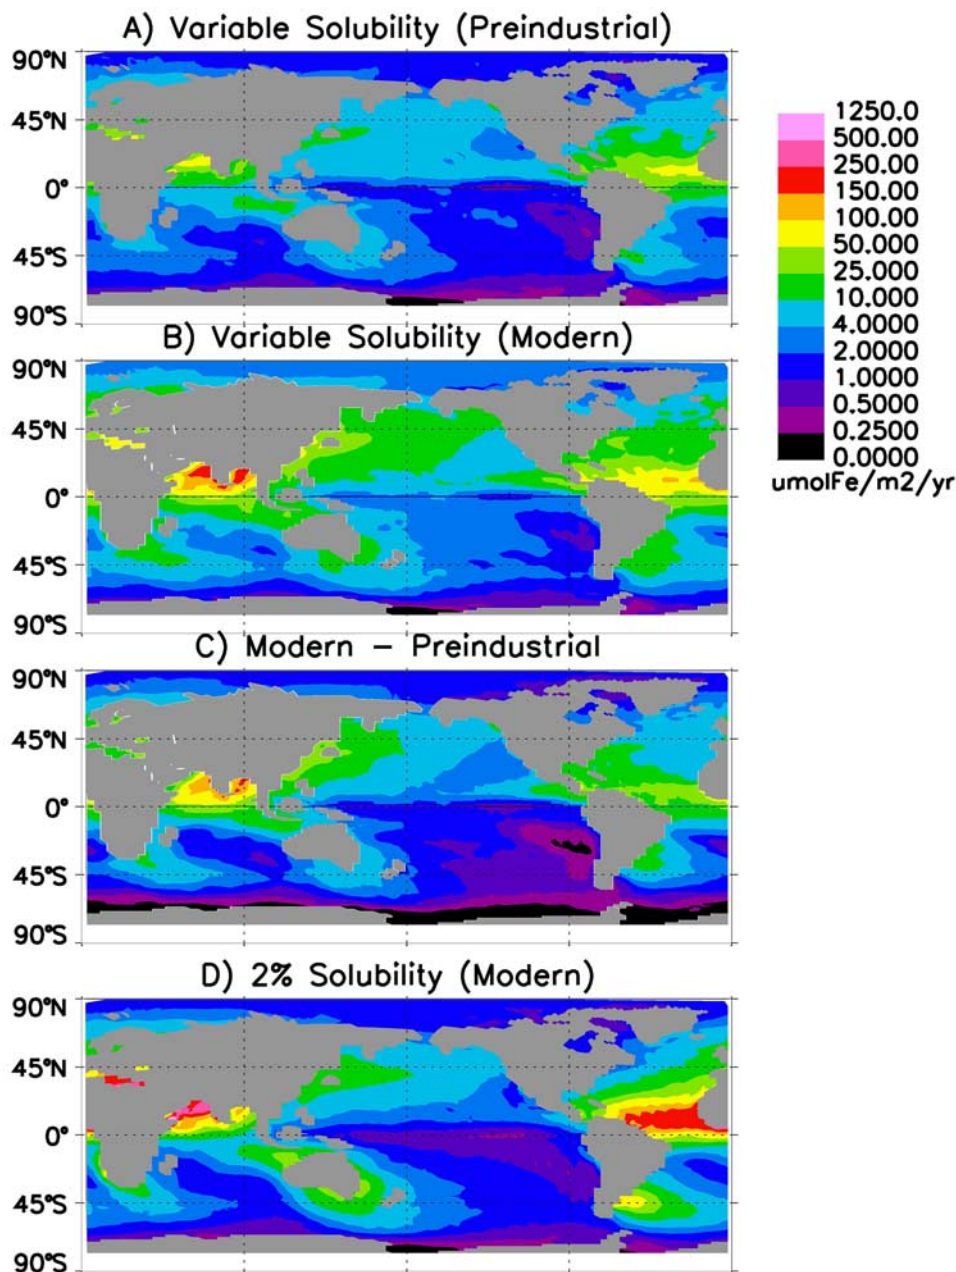 A) Variable Solubility (Preindustrial)
90°N
45°N
0°
45°S
90°S
B) Variable Solubility (Modern)
90°N
45°N
0°
45°S
90°S
C) Modern – Preindustrial
90°N
45°N
0°
45°S
90°S
D) 2% Solubility (Modern)
90°N
45°N
0°
45°S
90°S
1250.0
500.00
250.00
150.00
100.00
50.000
25.000
10.000
4.0000
2.0000
1.0000
0.5000
0.2500
0.0000
umolFe/m2/yr